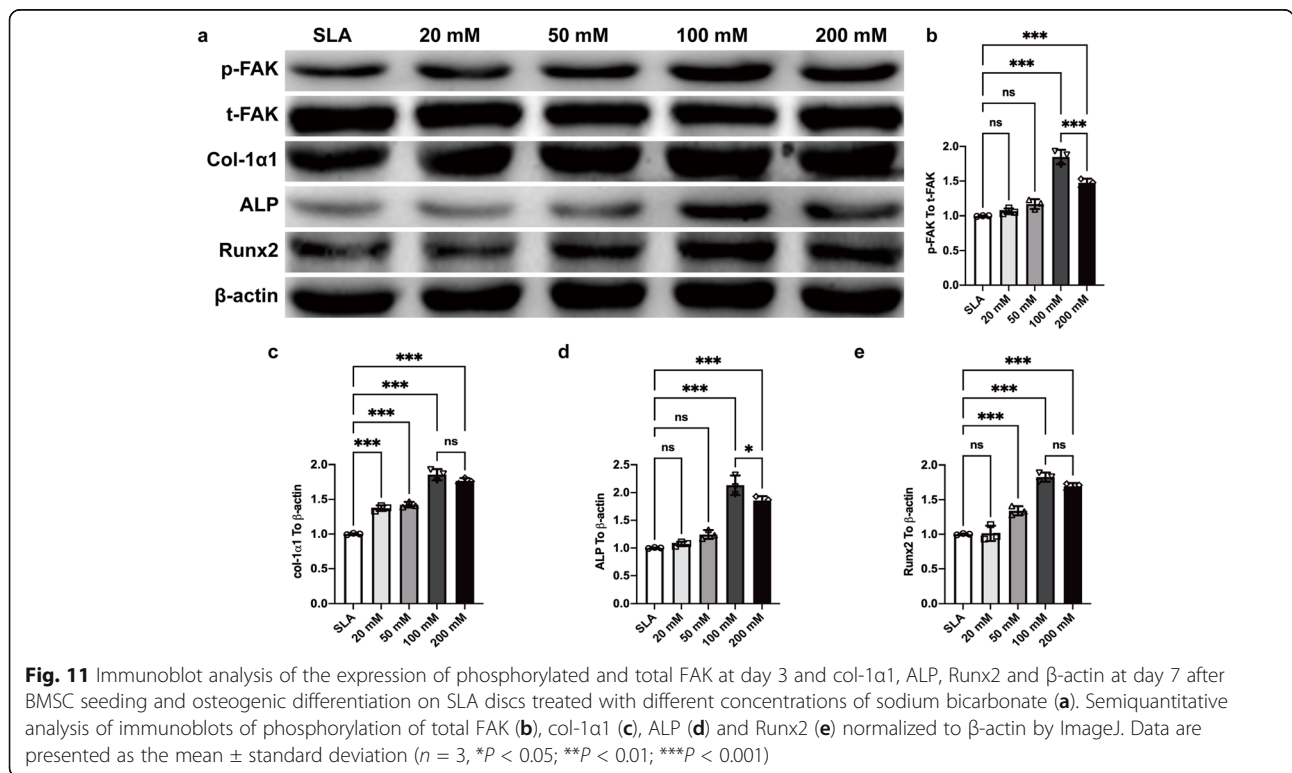 a
SLA 20 mM 50 mM 100 mM 200 mM
p-FAK
t-FAK
Col-1α1
ALP
Runx2
β-actin
b
***
***
ns
***
ns
p-FAK To t-FAK
2.0
1.5
1.0
0.5
0.0
SLA
20 mM
50 mM
100 mM
200 mM
c
***
***
***
***
ns
col-1α1 To β-actin
2.0
1.5
1.0
0.5
0.0
SLA
20 mM
50 mM
100 mM
200 mM
d
***
***
ns
ns
*
ALP To β-actin
2.5
2.0
1.5
1.0
0.5
0.0
SLA
20 mM
50 mM
100 mM
200 mM
e
***
***
***
ns
ns
Runx2 To β-actin
2.0
1.5
1.0
0.5
0.0
SLA
20 mM
50 mM
100 mM
200 mM
Fig. 11 Immunoblot analysis of the expression of phosphorylated and total FAK at day 3 and col-1α1, ALP, Runx2 and β-actin at day 7 after
BMSC seeding and osteogenic differentiation on SLA discs treated with different concentrations of sodium bicarbonate (a). Semiquantitative
analysis of immunoblots of phosphorylation of total FAK (b), col-1α1 (c), ALP (d) and Runx2 (e) normalized to β-actin by ImageJ. Data are
presented as the mean ± standard deviation (n = 3, *P < 0.05; **P < 0.01; ***P < 0.001)